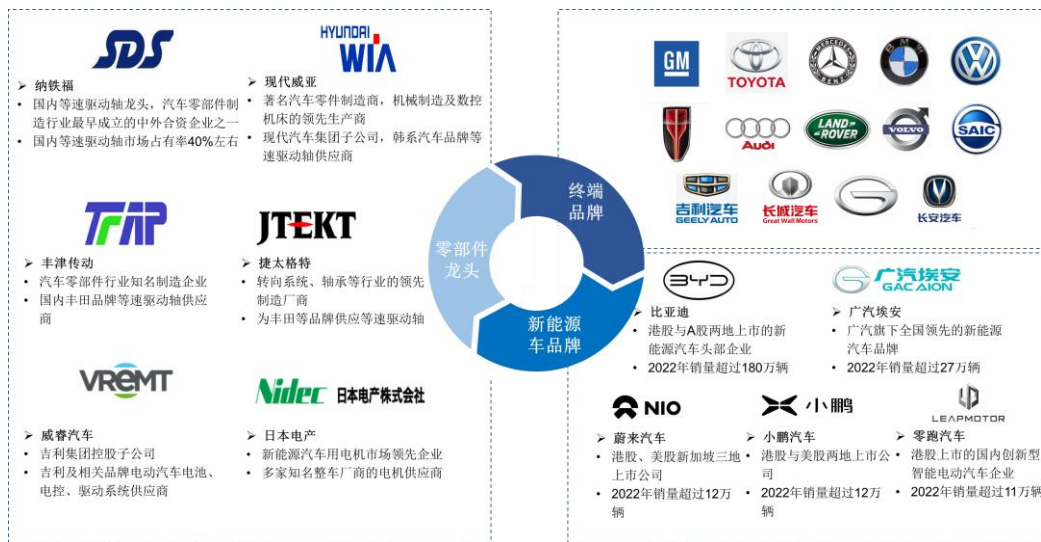 SDS
HYUNDAI
WIA
纳铁福
国内等速驱动轴龙头，汽车零部件制
造行业最早成立的中外合资企业之一
国内等速驱动轴市场占有率40%左右
现代威亚
著名汽车零件制造商，机械制造及数控
机床的领先生产商
现代汽车集团子公司，韩系汽车品牌等
速驱动轴供应商
TFAP
JTEKT
丰津传动
汽车零部件行业知名制造企业
国内丰田品牌等速驱动轴供应
商
捷太格特
转向系统、轴承等行业的领先
制造厂商
为丰田等品牌供应等速驱动轴
VREMT
Nidec 日本电产株式会社
威睿汽车
吉利集团控股子公司
吉利及相关品牌电动汽车电池、
电控、驱动系统供应商
日本电产
新能源汽车用电机市场领先企业
多家知名整车厂商的电机供应商
零部件
龙头
终端
品牌
新能源
车品牌
GM
TOYOTA
MERCEDES
BENZ
BMW
Audi
LAND
ROVER
VOLVO
SAIC
吉利汽车
GEELY AUTO
长城汽车
Great Wall Motors
长安汽车
BYD
广汽埃安
GAC AION
比亚迪
港股与A股两地上市的新
能源汽车头部企业
2022年销量超过180万辆
广汽埃安
广汽旗下全国领先的新能源
汽车品牌
2022年销量超过27万辆
NIO
小鹏
LEAPMOTOR
蔚来汽车
港股、美股新加坡三地
上市公司
2022年销量超过12万
辆
小鹏汽车
港股与美股两地上市公
司
2022年销量超过12万
辆
零跑汽车
港股上市的国内创新型
智能电动汽车企业
2022年销量超过11万辆